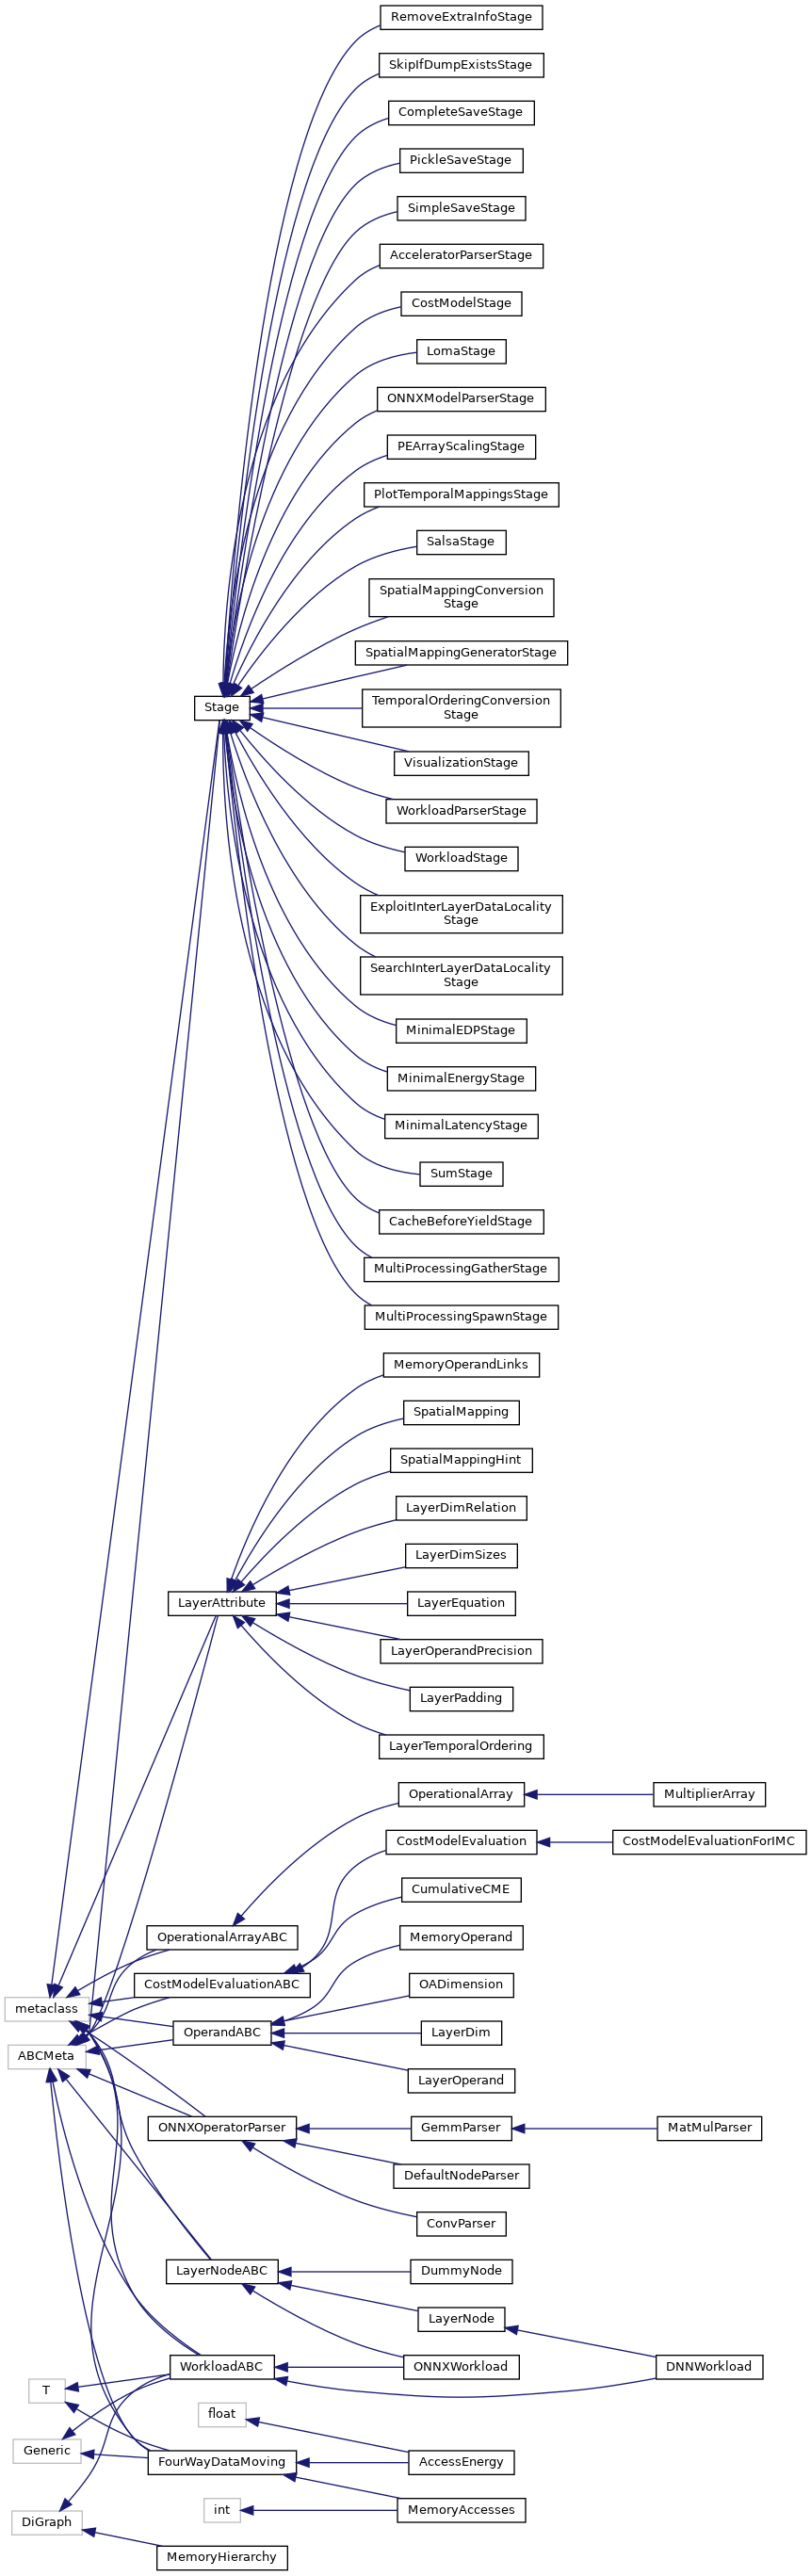 RemoveExtraInfoStage
SkipIfDumpExistsStage
CompleteSaveStage
PickleSaveStage
SimpleSaveStage
AcceleratorParserStage
CostModelStage
LomaStage
ONNXModelParserStage
PEArrayScalingStage
PlotTemporalMappingsStage
SalsaStage
SpatialMappingConversion
Stage
SpatialMappingGeneratorStage
Stage
TemporalOrderingConversion
Stage
VisualizationStage
WorkloadParserStage
WorkloadStage
ExploitInterLayerDataLocality
Stage
SearchInterLayerDataLocality
Stage
MinimalEDPStage
MinimalEnergyStage
MinimalLatencyStage
SumStage
CacheBeforeYieldStage
MultiProcessingGatherStage
MultiProcessingSpawnStage
MemoryOperandLinks
SpatialMapping
SpatialMappingHint
LayerDimRelation
LayerDimSizes
LayerAttribute
LayerEquation
LayerOperandPrecision
LayerPadding
LayerTemporalOrdering
OperationalArray
MultiplierArray
CostModelEvaluation
CostModelEvaluationForIMC
CumulativeCME
OperationalArrayABC
MemoryOperand
CostModelEvaluationABC
OADimension
metaclass
OperandABC
LayerDim
ABCMeta
LayerOperand
ONNXOperatorParser
GemmParser
MatMulParser
DefaultNodeParser
ConvParser
LayerNodeABC
DummyNode
LayerNode
WorkloadABC
ONNXWorkload
DNNWorkload
T
float
Generic
FourWayDataMoving
AccessEnergy
int
MemoryAccesses
DiGraph
MemoryHierarchy